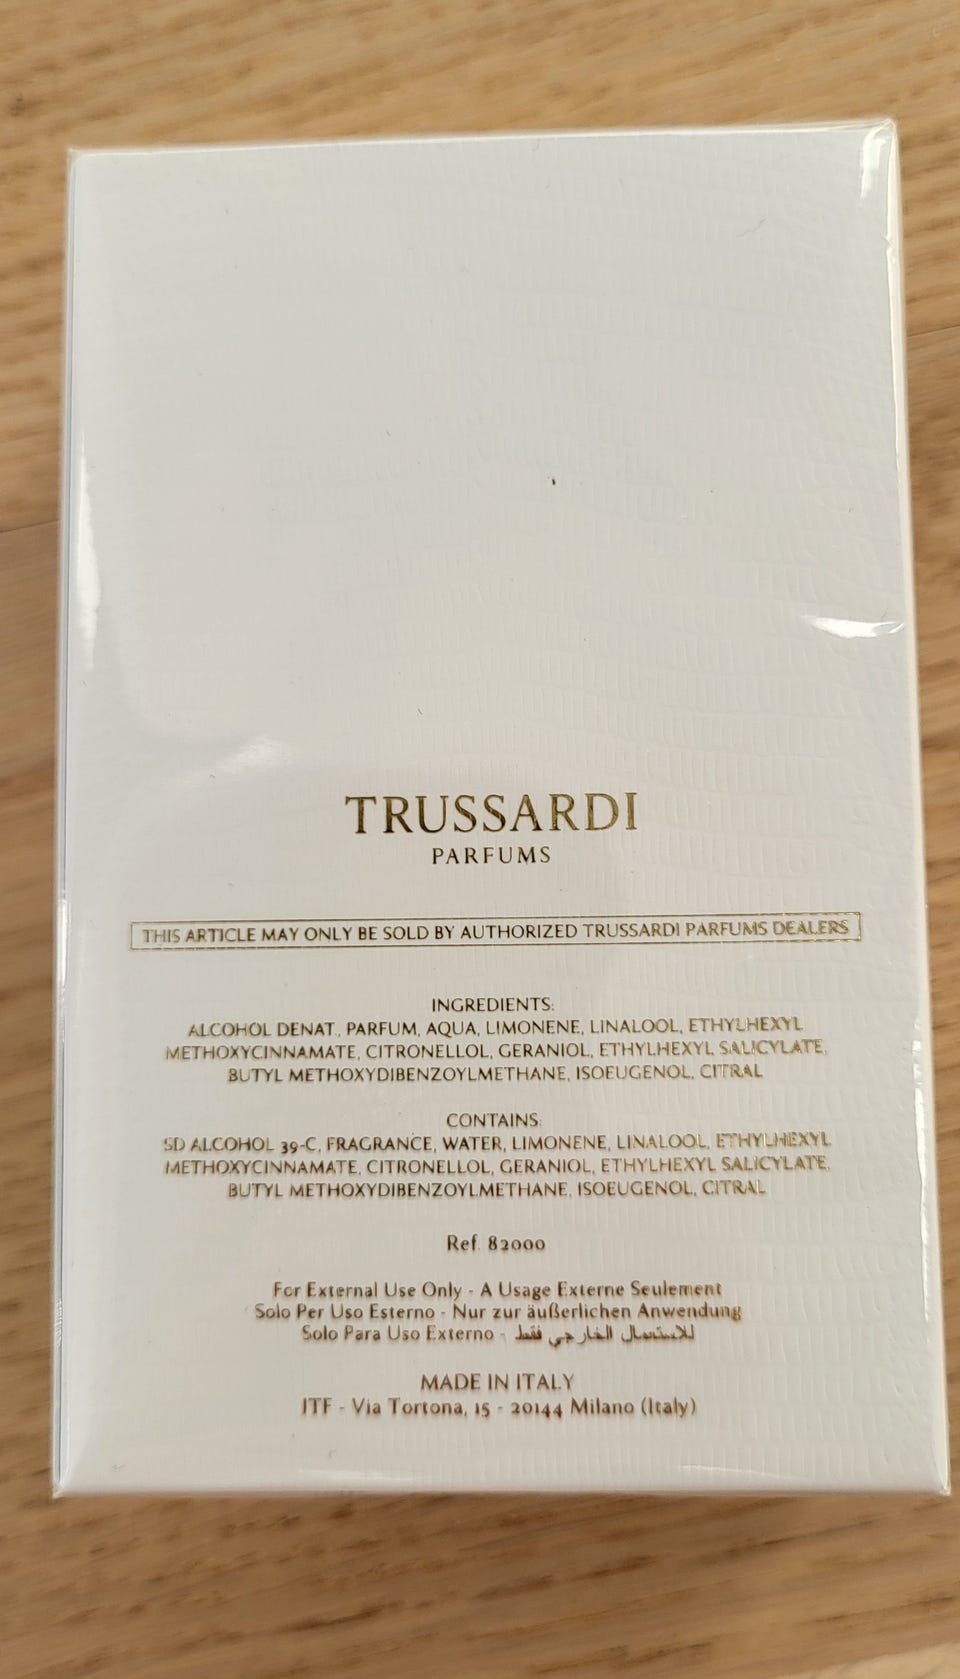 TRUSSARDI
PARFUMS
THIS ARTICLE MAY ONLY BE SOLD BY AUTHORIZED TRUSSARDI PARFUMS DEALERS
INGREDIENTS:
ALCOHOL DENAT., PARFUM, AQUA, LIMONENE, LINALOOL, ETHYLHEXYL
METHOXYCINNAMATE, CITRONELLOL, GERANIOL, ETHYLHEXYL SALICYLATE,
BUTYL METHOXYDIBENZOYLMETHANE, ISOEUGENOL, CITRAL
CONTAINS:
SD ALCOHOL 39-C, FRAGRANCE, WATER, LIMONENE, LINALOOL, ETHYLHEXYL
METHOXYCINNAMATE, CITRONELLOL, GERANIOL, ETHYLHEXYL SALICYLATE,
BUTYL METHOXYDIBENZOYLMETHANE, ISOEUGENOL, CITRAL
Ref. 82000
For External Use Only - A Usage Externe Seulement
Solo Per Uso Esterno - Nur zur äußerlichen Anwendung
Solo Para Uso Externo - للاستعمال الخارجي فقط
MADE IN ITALY
ITF - Via Tortona, 15 - 20144 Milano (Italy)